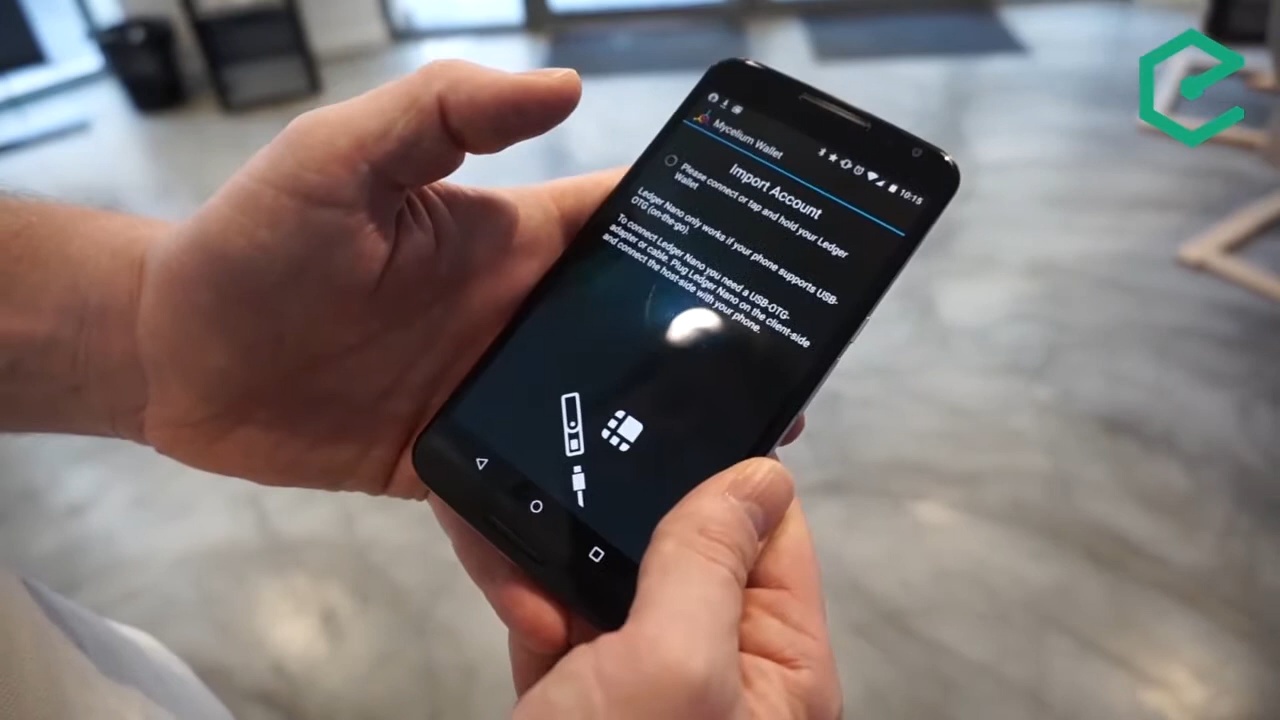 10:15
Mycelium Wallet
Import Account
Please connect or tap and hold your Ledger
Wallet
Ledger Nano only works if your phone supports USB-
OTG (on-the-go).
To connect Ledger Nano you need a USB-OTG-
adapter or cable. Plug Ledger Nano on the client-side
and connect the host-side with your phone.